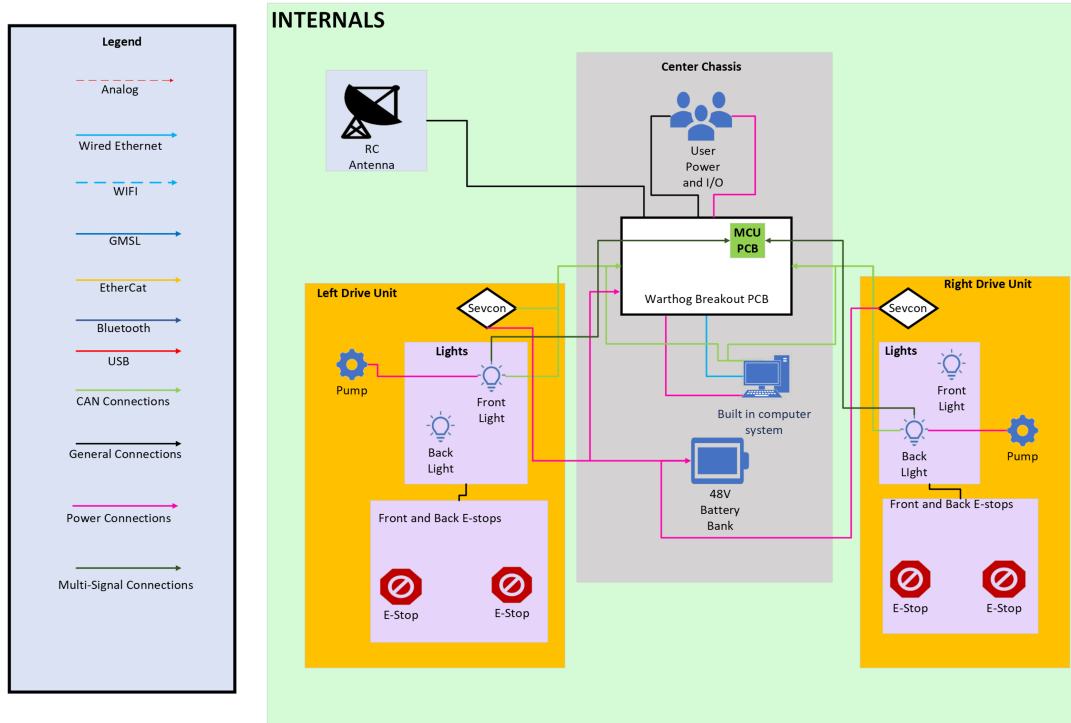 INTERNALS
Legend
Analog
Wired Ethernet
WIFI
GMSL
EtherCat
Bluetooth
USB
CAN Connections
General Connections
Power Connections
Multi-Signal Connections
RC
Antenna
Center Chassis
User
Power
and I/O
MCU
PCB
Warthog Breakout PCB
Built in computer
system
48V
Battery
Bank
Left Drive Unit
Sevcon
Lights
Pump
Front
Light
Back
Light
Front and Back E-stops
E-Stop
E-Stop
Right Drive Unit
Sevcon
Lights
Front
Light
Back
LIght
Pump
Front and Back E-stops
E-Stop
E-Stop